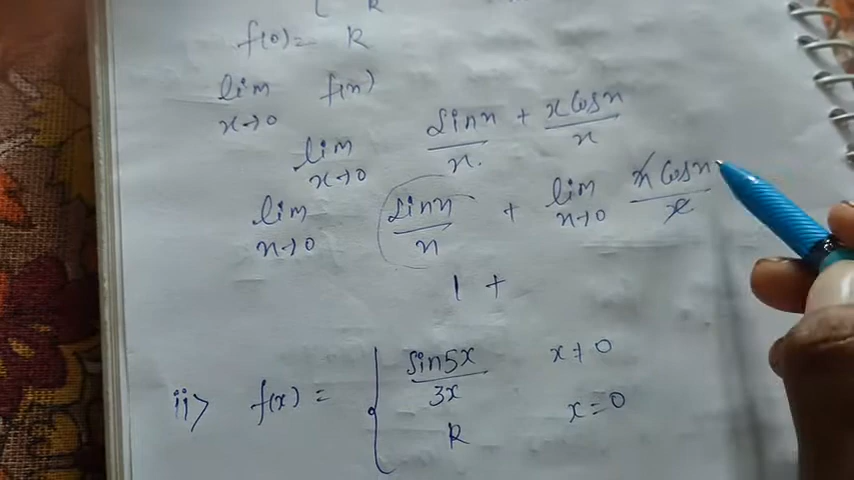 f(0) = k
lim x→0 f(x)
lim x→0 sinx/x + xcosx/x
lim x→0 sinx/x + lim x→0 xcosx/x
1 +
ii> f(x) = { sin5x/3x x≠0
k x=0